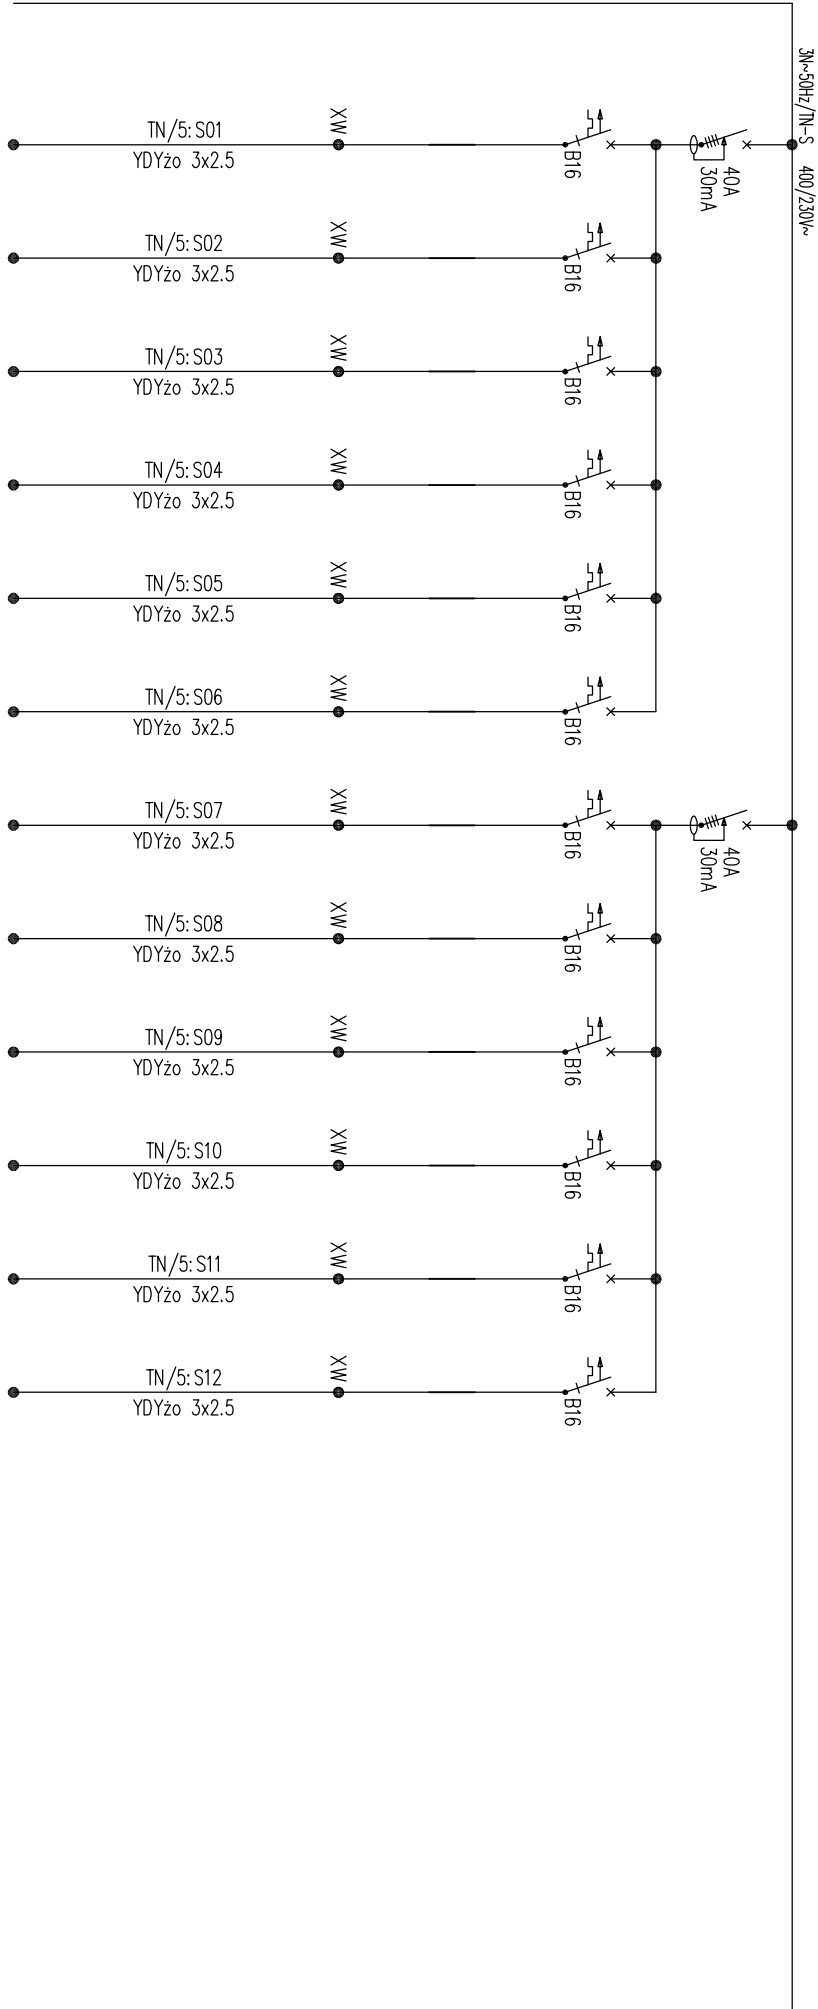 3N~50Hz/TN-S 400/230V~
40A
30mA
TN/5:S01
YDYżo 3x2.5
XW
B16
TN/5:S02
YDYżo 3x2.5
XW
B16
TN/5:S03
YDYżo 3x2.5
XW
B16
TN/5:S04
YDYżo 3x2.5
XW
B16
TN/5:S05
YDYżo 3x2.5
XW
B16
TN/5:S06
YDYżo 3x2.5
XW
B16
40A
30mA
TN/5:S07
YDYżo 3x2.5
XW
B16
TN/5:S08
YDYżo 3x2.5
XW
B16
TN/5:S09
YDYżo 3x2.5
XW
B16
TN/5:S10
YDYżo 3x2.5
XW
B16
TN/5:S11
YDYżo 3x2.5
XW
B16
TN/5:S12
YDYżo 3x2.5
XW
B16